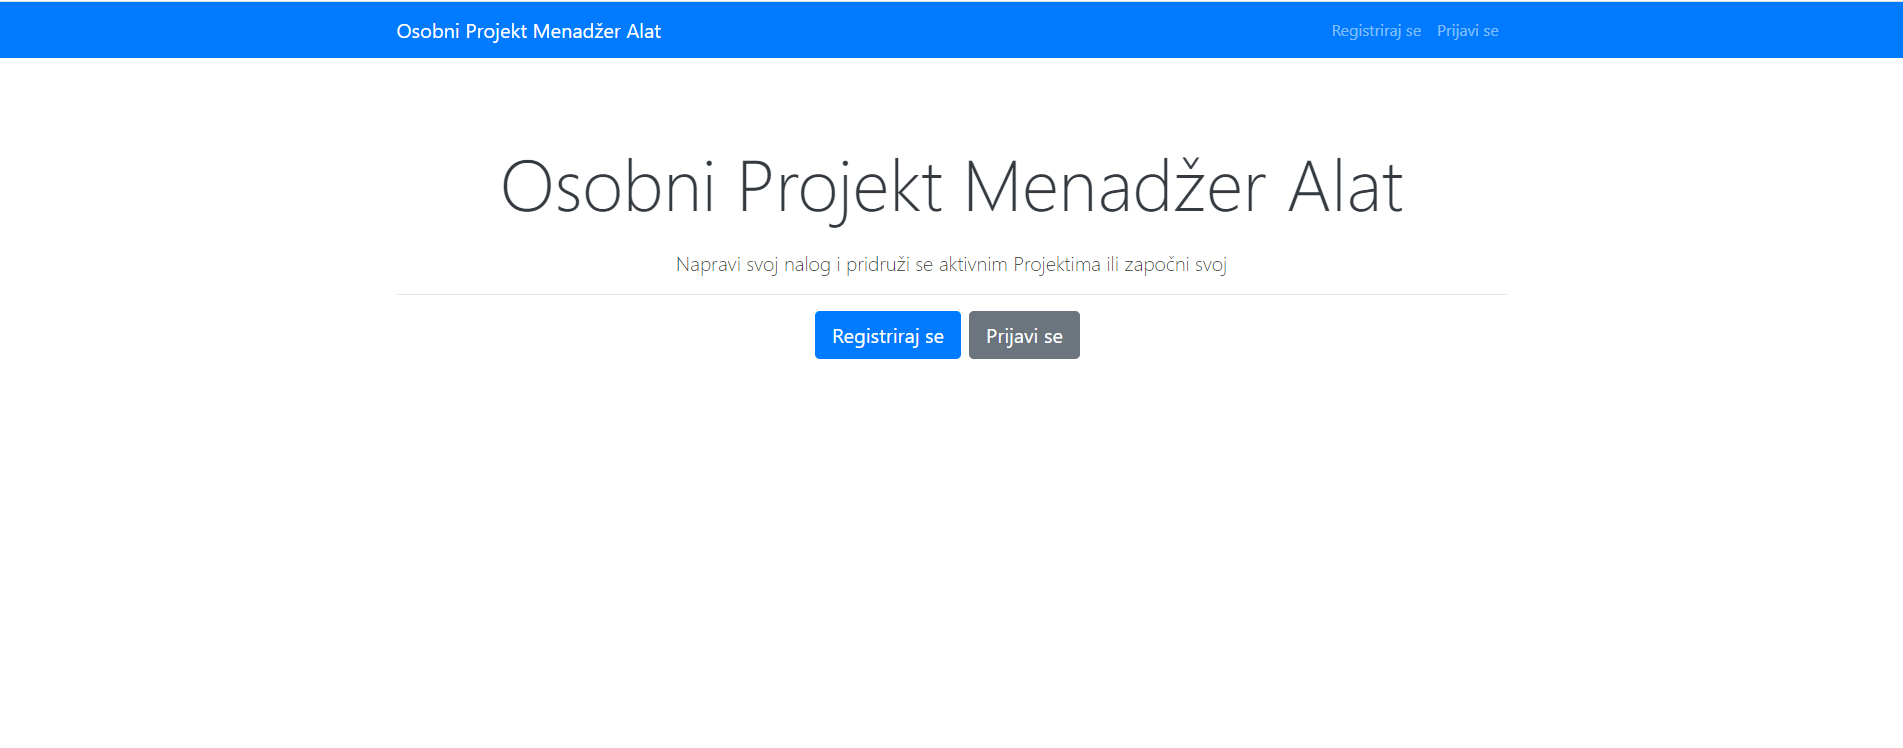 Osobni Projekt Menadžer Alat
Registriraj se
Prijavi se
Osobni Projekt Menadžer Alat
Napravi svoj nalog i pridruži se aktivnim Projektima ili započni svoj
Registriraj se
Prijavi se